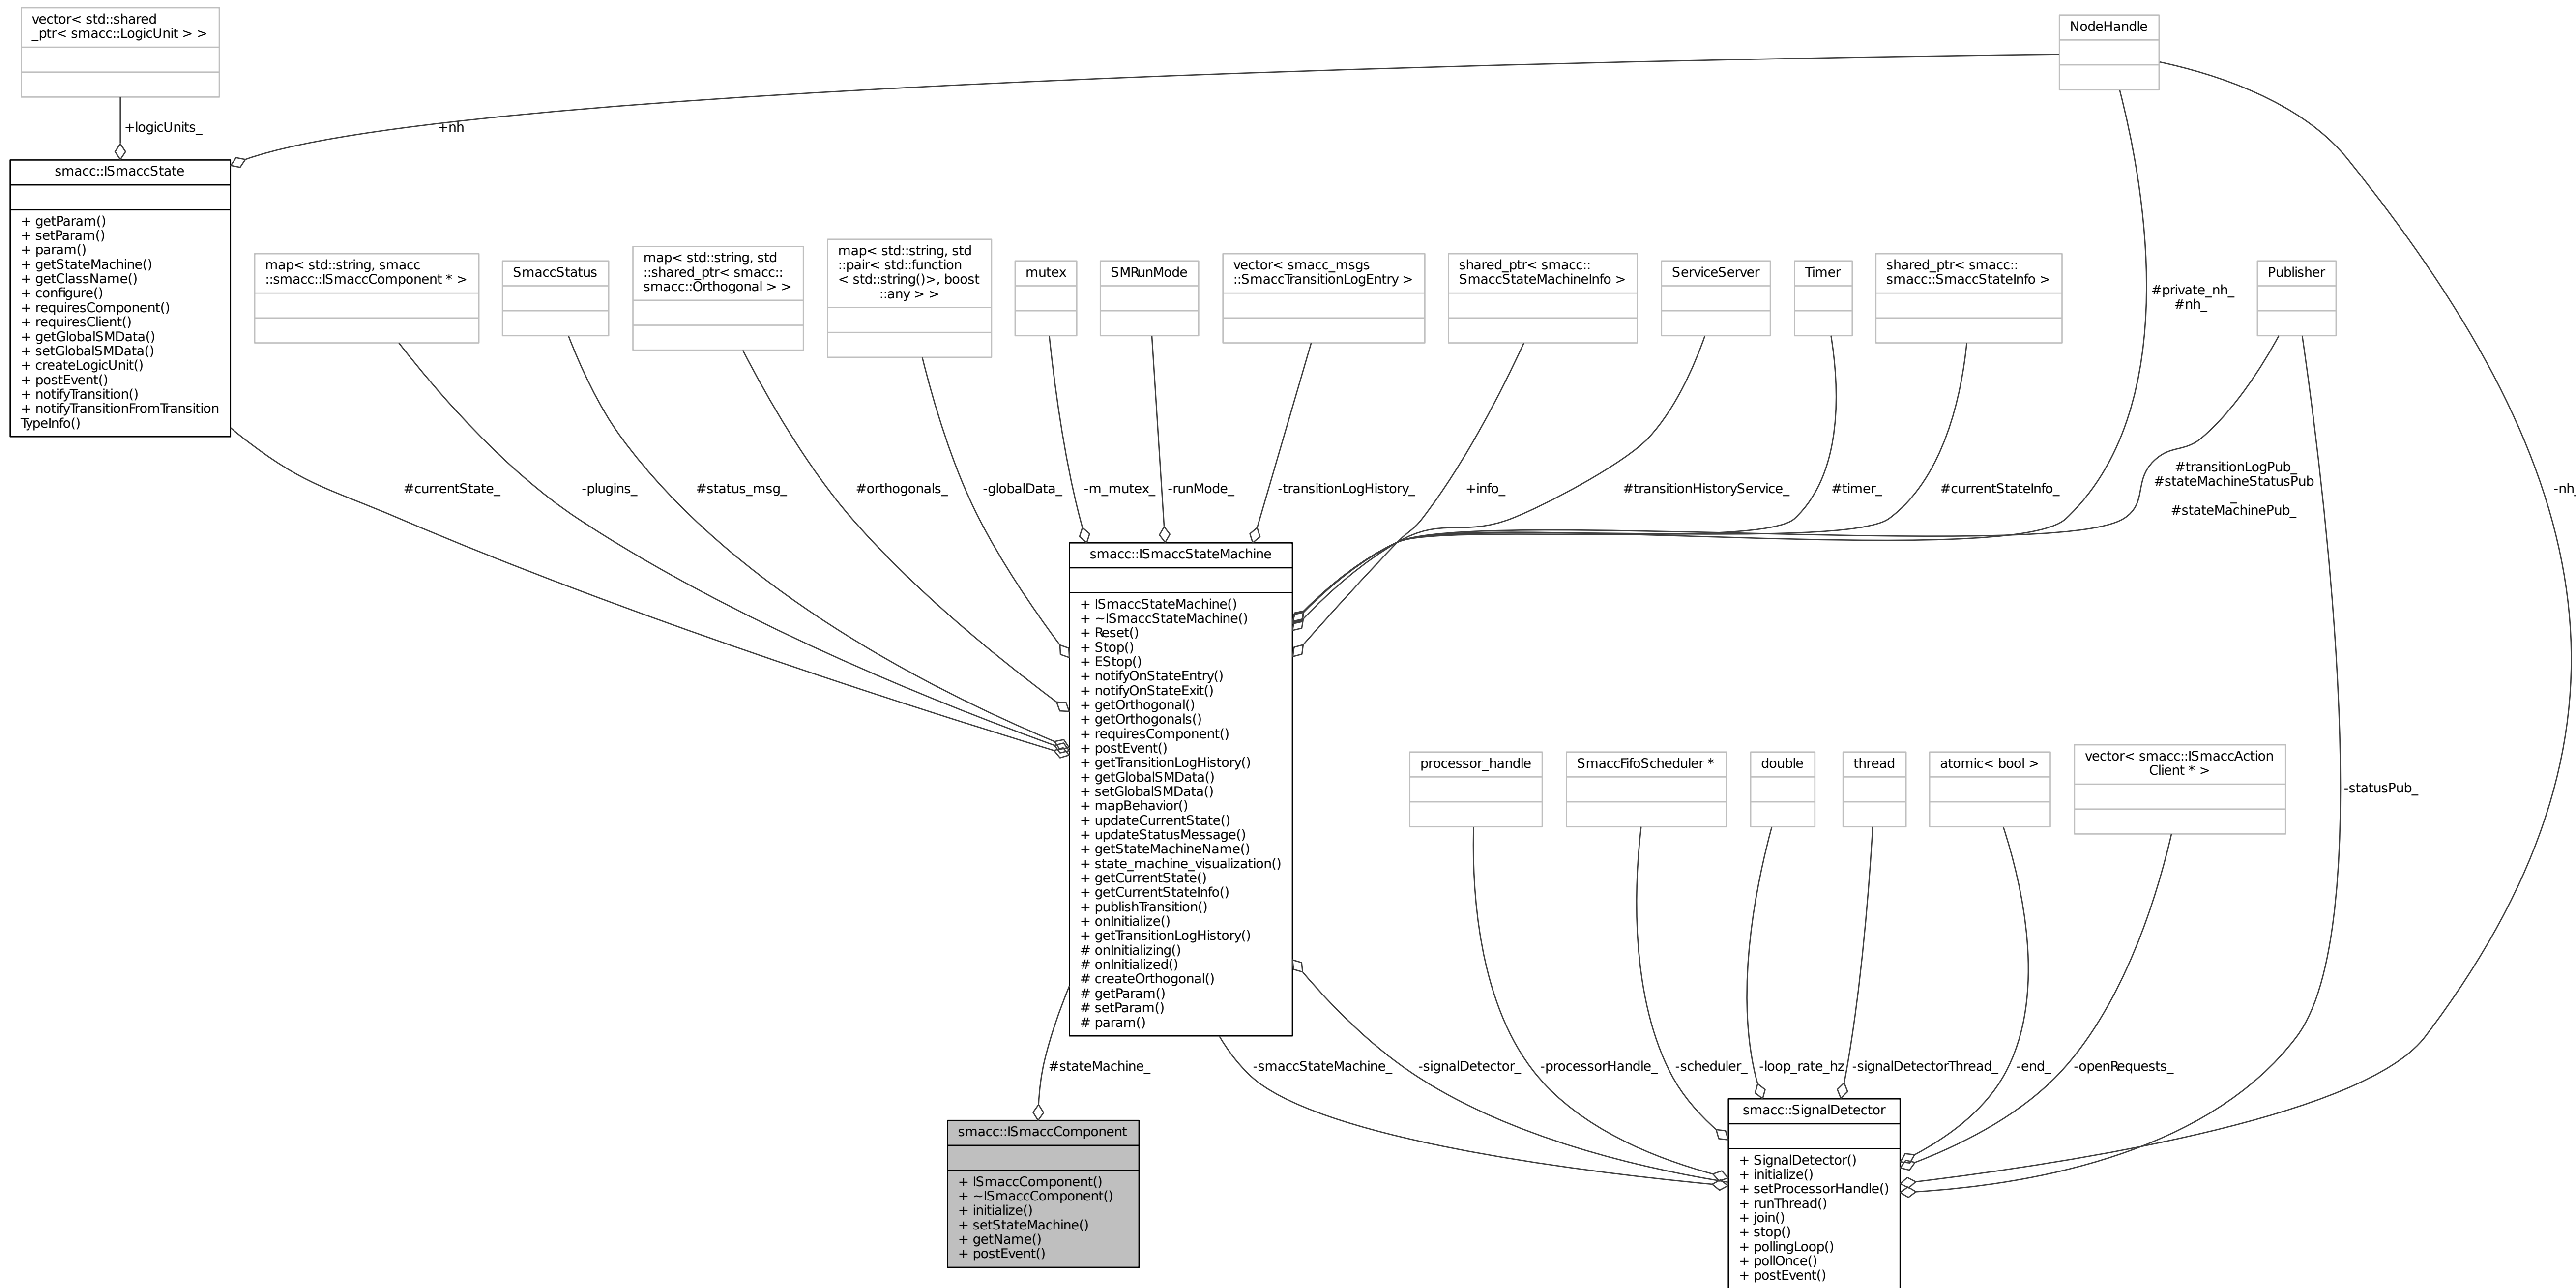 vector< std::shared
_ptr< smacc::LogicUnit > >
NodeHandle
+logicUnits_
+nh
smacc::ISmaccState
+ getParam()
+ setParam()
+ param()
+ getStateMachine()
+ getClassName()
+ configure()
+ requiresComponent()
+ requiresClient()
+ getGlobalSMData()
+ setGlobalSMData()
+ createLogicUnit()
+ postEvent()
+ notifyTransition()
+ notifyTransitionFromTransition
TypeInfo()
map< std::string, smacc
::smacc::ISmaccComponent * >
SmaccStatus
map< std::string, std
::shared_ptr< smacc::
smacc::Orthogonal > >
map< std::string, std
::pair< std::function
< std::string()>, boost
::any > >
mutex
SMRunMode
vector< smacc_msgs
::SmaccTransitionLogEntry >
shared_ptr< smacc::
SmaccStateMachineInfo >
ServiceServer
Timer
shared_ptr< smacc::
smacc::SmaccStateInfo >
#private_nh_
#nh_
Publisher
#currentState_
-plugins_
#status_msg_
#orthogonals_
-globalData_
-m_mutex_
-runMode_
-transitionLogHistory_
+info_
#transitionHistoryService_
#timer_
#currentStateInfo_
#transitionLogPub_
#stateMachineStatusPub
_
#stateMachinePub_
-nh_
smacc::ISmaccStateMachine
+ ISmaccStateMachine()
+ ~ISmaccStateMachine()
+ Reset()
+ Stop()
+ EStop()
+ notifyOnStateEntry()
+ notifyOnStateExit()
+ getOrthogonal()
+ getOrthogonals()
+ requiresComponent()
+ postEvent()
+ getTransitionLogHistory()
+ getGlobalSMData()
+ setGlobalSMData()
+ mapBehavior()
+ updateCurrentState()
+ updateStatusMessage()
+ getStateMachineName()
+ state_machine_visualization()
+ getCurrentState()
+ getCurrentStateInfo()
+ publishTransition()
+ onInitialize()
+ getTransitionLogHistory()
# onInitializing()
# onInitialized()
# createOrthogonal()
# getParam()
# setParam()
# param()
processor_handle
SmaccFifoScheduler *
double
thread
atomic< bool >
vector< smacc::ISmaccAction
Client * >
-statusPub_
#stateMachine_
-smaccStateMachine_
-signalDetector_
-processorHandle_
-scheduler_
-loop_rate_hz
-signalDetectorThread_
-end_
-openRequests_
smacc::ISmaccComponent
+ ISmaccComponent()
+ ~ISmaccComponent()
+ initialize()
+ setStateMachine()
+ getName()
+ postEvent()
smacc::SignalDetector
+ SignalDetector()
+ initialize()
+ setProcessorHandle()
+ runThread()
+ join()
+ stop()
+ pollingLoop()
+ pollOnce()
+ postEvent()